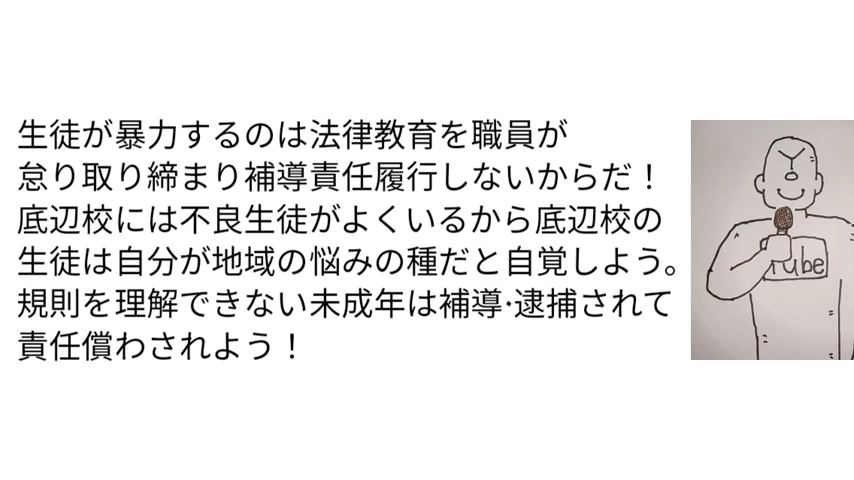 生徒が暴力するのは法律教育を職員が
怠り取り締まり補導責任履行しないからだ！
底辺校には不良生徒がよくいるから底辺校の
生徒は自分が地域の悩みの種だと自覚しよう。
規則を理解できない未成年は補導·逮捕されて
責任償わされよう！
Tube